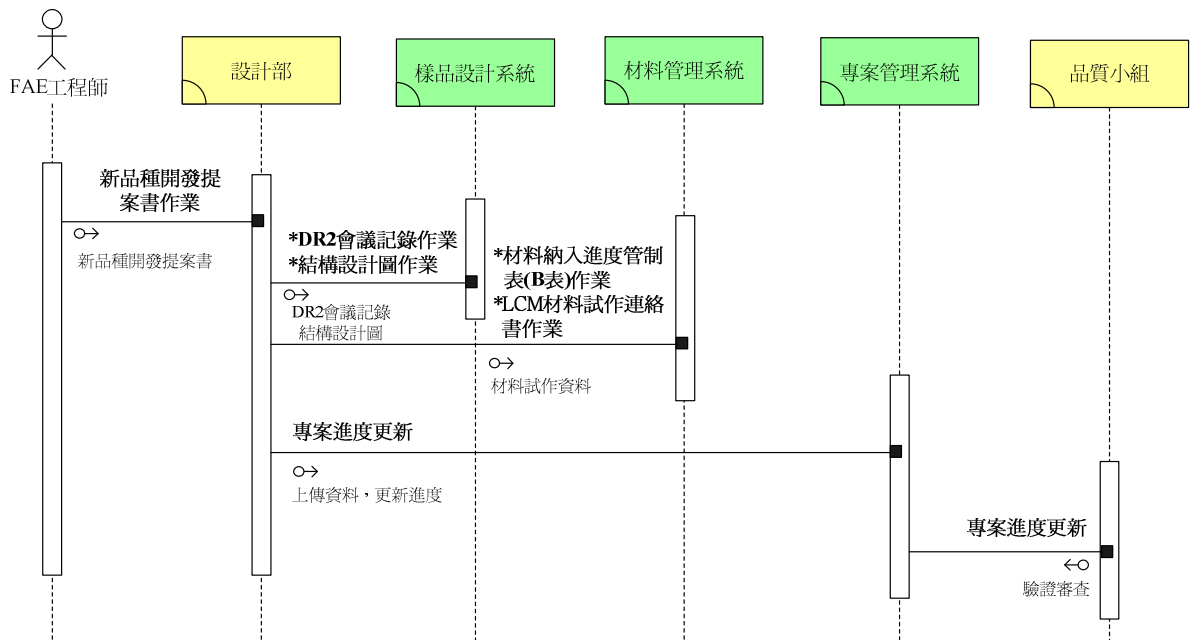 FAE工程師
設計部
樣品設計系統
材料管理系統
專案管理系統
品質小組
新品種開發提
案書作業
新品種開發提案書
*DR2會議記錄作業
*結構設計圖作業
DR2會議記錄
結構設計圖
*材料納入進度管制
表(B表)作業
*LCM材料試作連絡
書作業
材料試作資料
專案進度更新
上傳資料，更新進度
專案進度更新
驗證審查